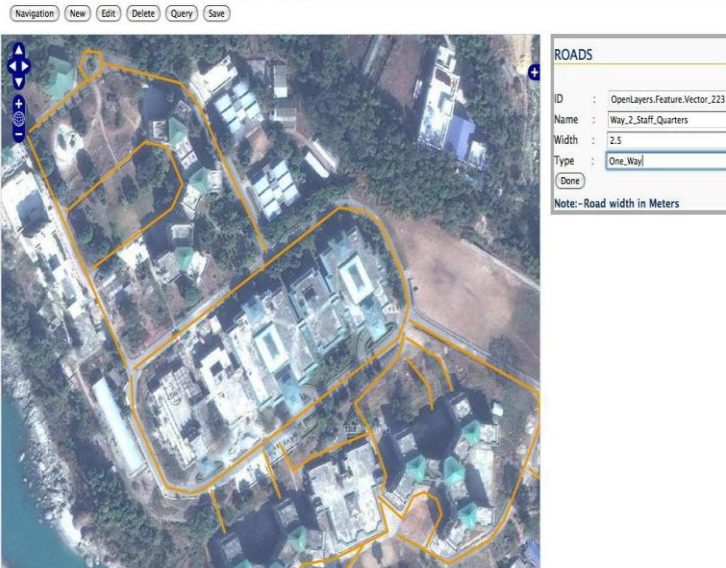 Navigation New Edit Delete Query Save
ROADS
ID : OpenLayers.Feature.Vector_223
Name : Way_2_Staff_Quarters
Width : 2.5
Type : One_Way
Done
Note:-Road width in Meters